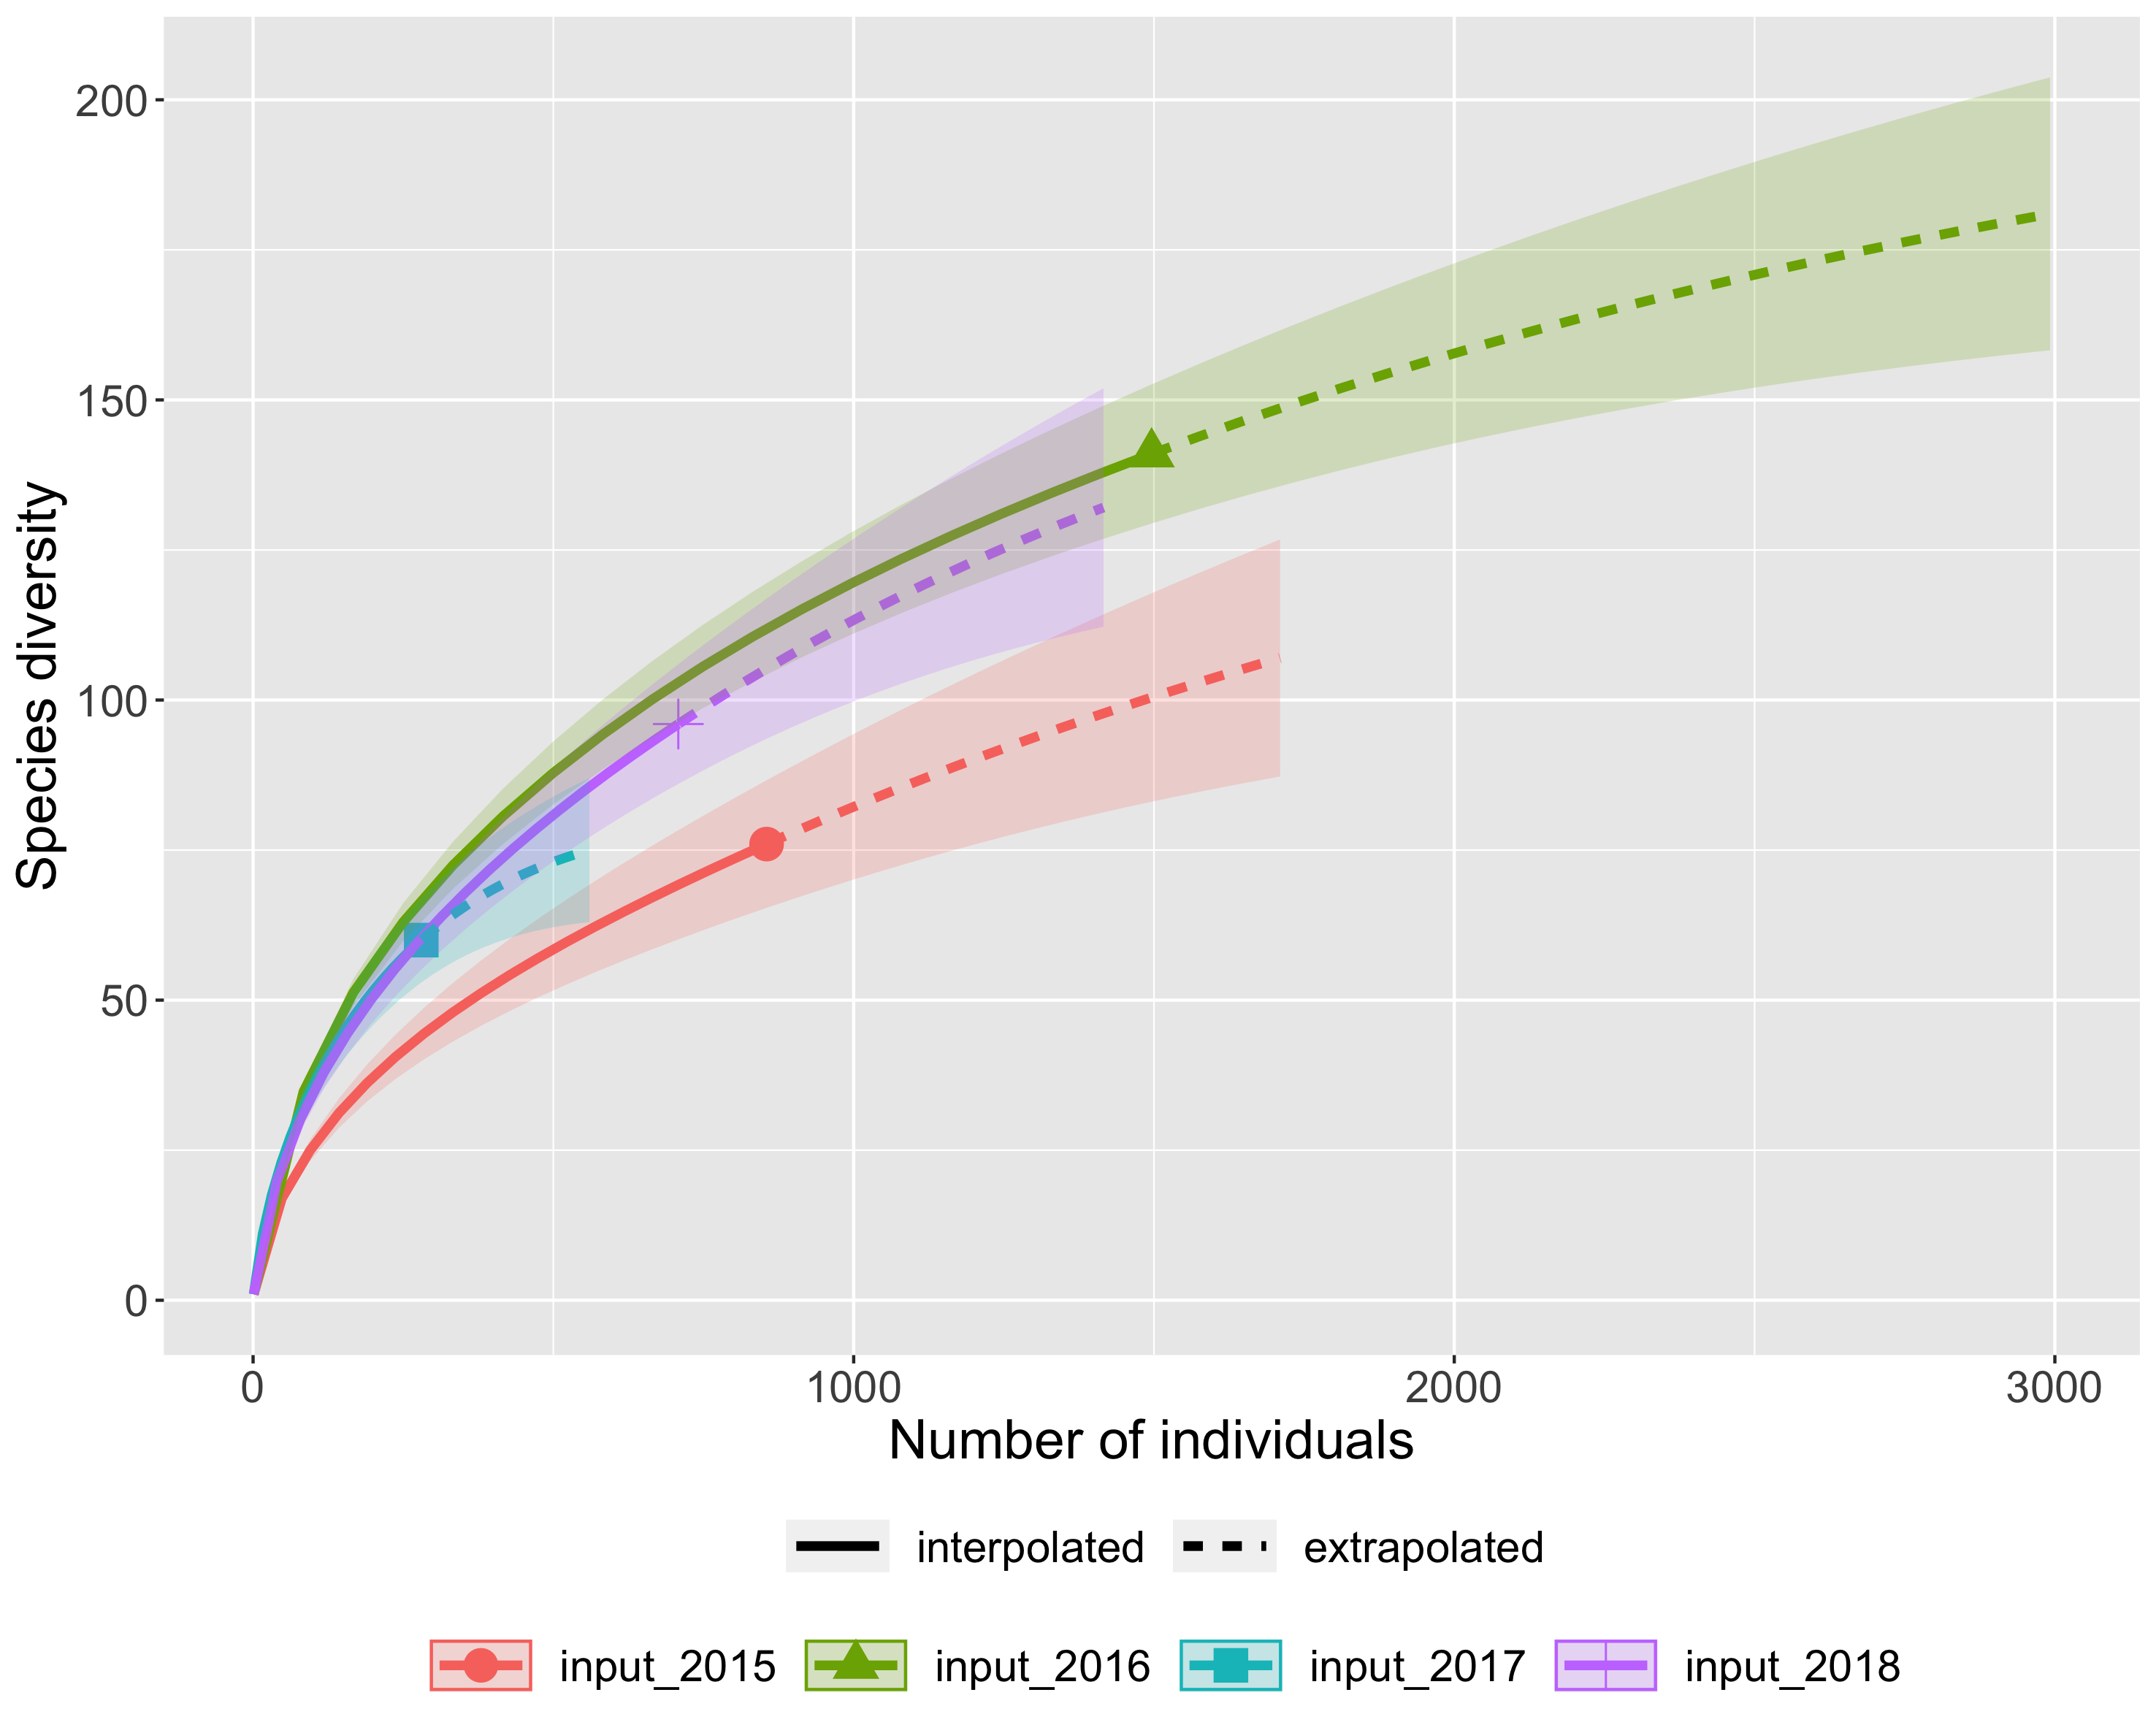 200
150
100
50
0
Species diversity
0 1000 2000 3000
Number of individuals
interpolated extrapolated
input_2015 input_2016 input_2017 input_2018